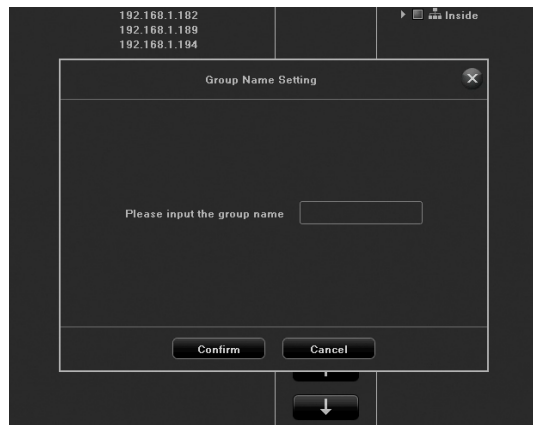 192.168.1.182
192.168.1.189
192.168.1.194
Inside
Group Name Setting
Please input the group name
Confirm
Cancel